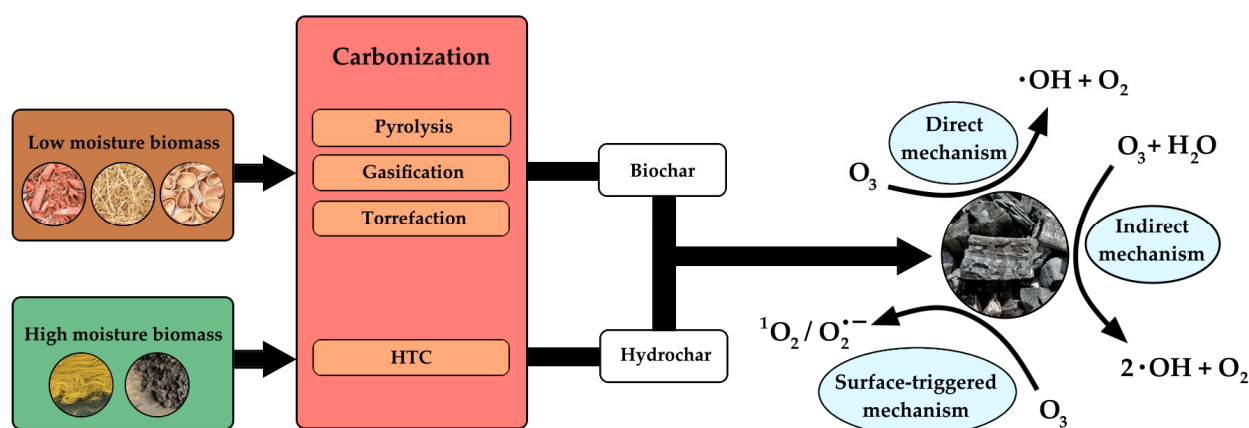 Carbonization
Low moisture biomass
Pyrolysis
Gasification
Torrefaction
High moisture biomass
HTC
Biochar
Hydrochar
·OH + O₂
Direct
mechanism
O₃
O₃ + H₂O
Indirect
mechanism
2·OH + O₂
¹O₂ / O₂•−
Surface-triggered
mechanism
O₃